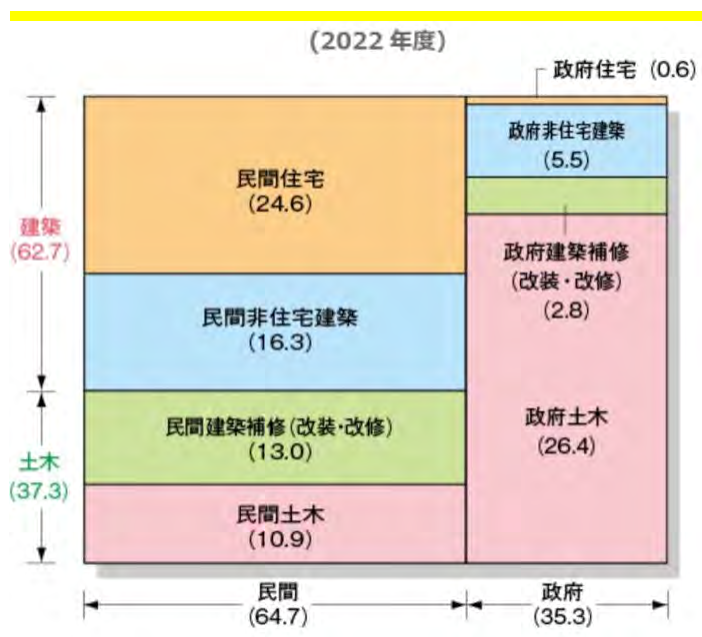 (2022 年度)
政府住宅 (0.6)
建築
(62.7)
土木
(37.3)
民間住宅
(24.6)
民間非住宅建築
(16.3)
民間建築補修(改装・改修)
(13.0)
民間土木
(10.9)
政府非住宅建築
(5.5)
政府建築補修
(改装・改修)
(2.8)
政府土木
(26.4)
民間
(64.7)
政府
(35.3)